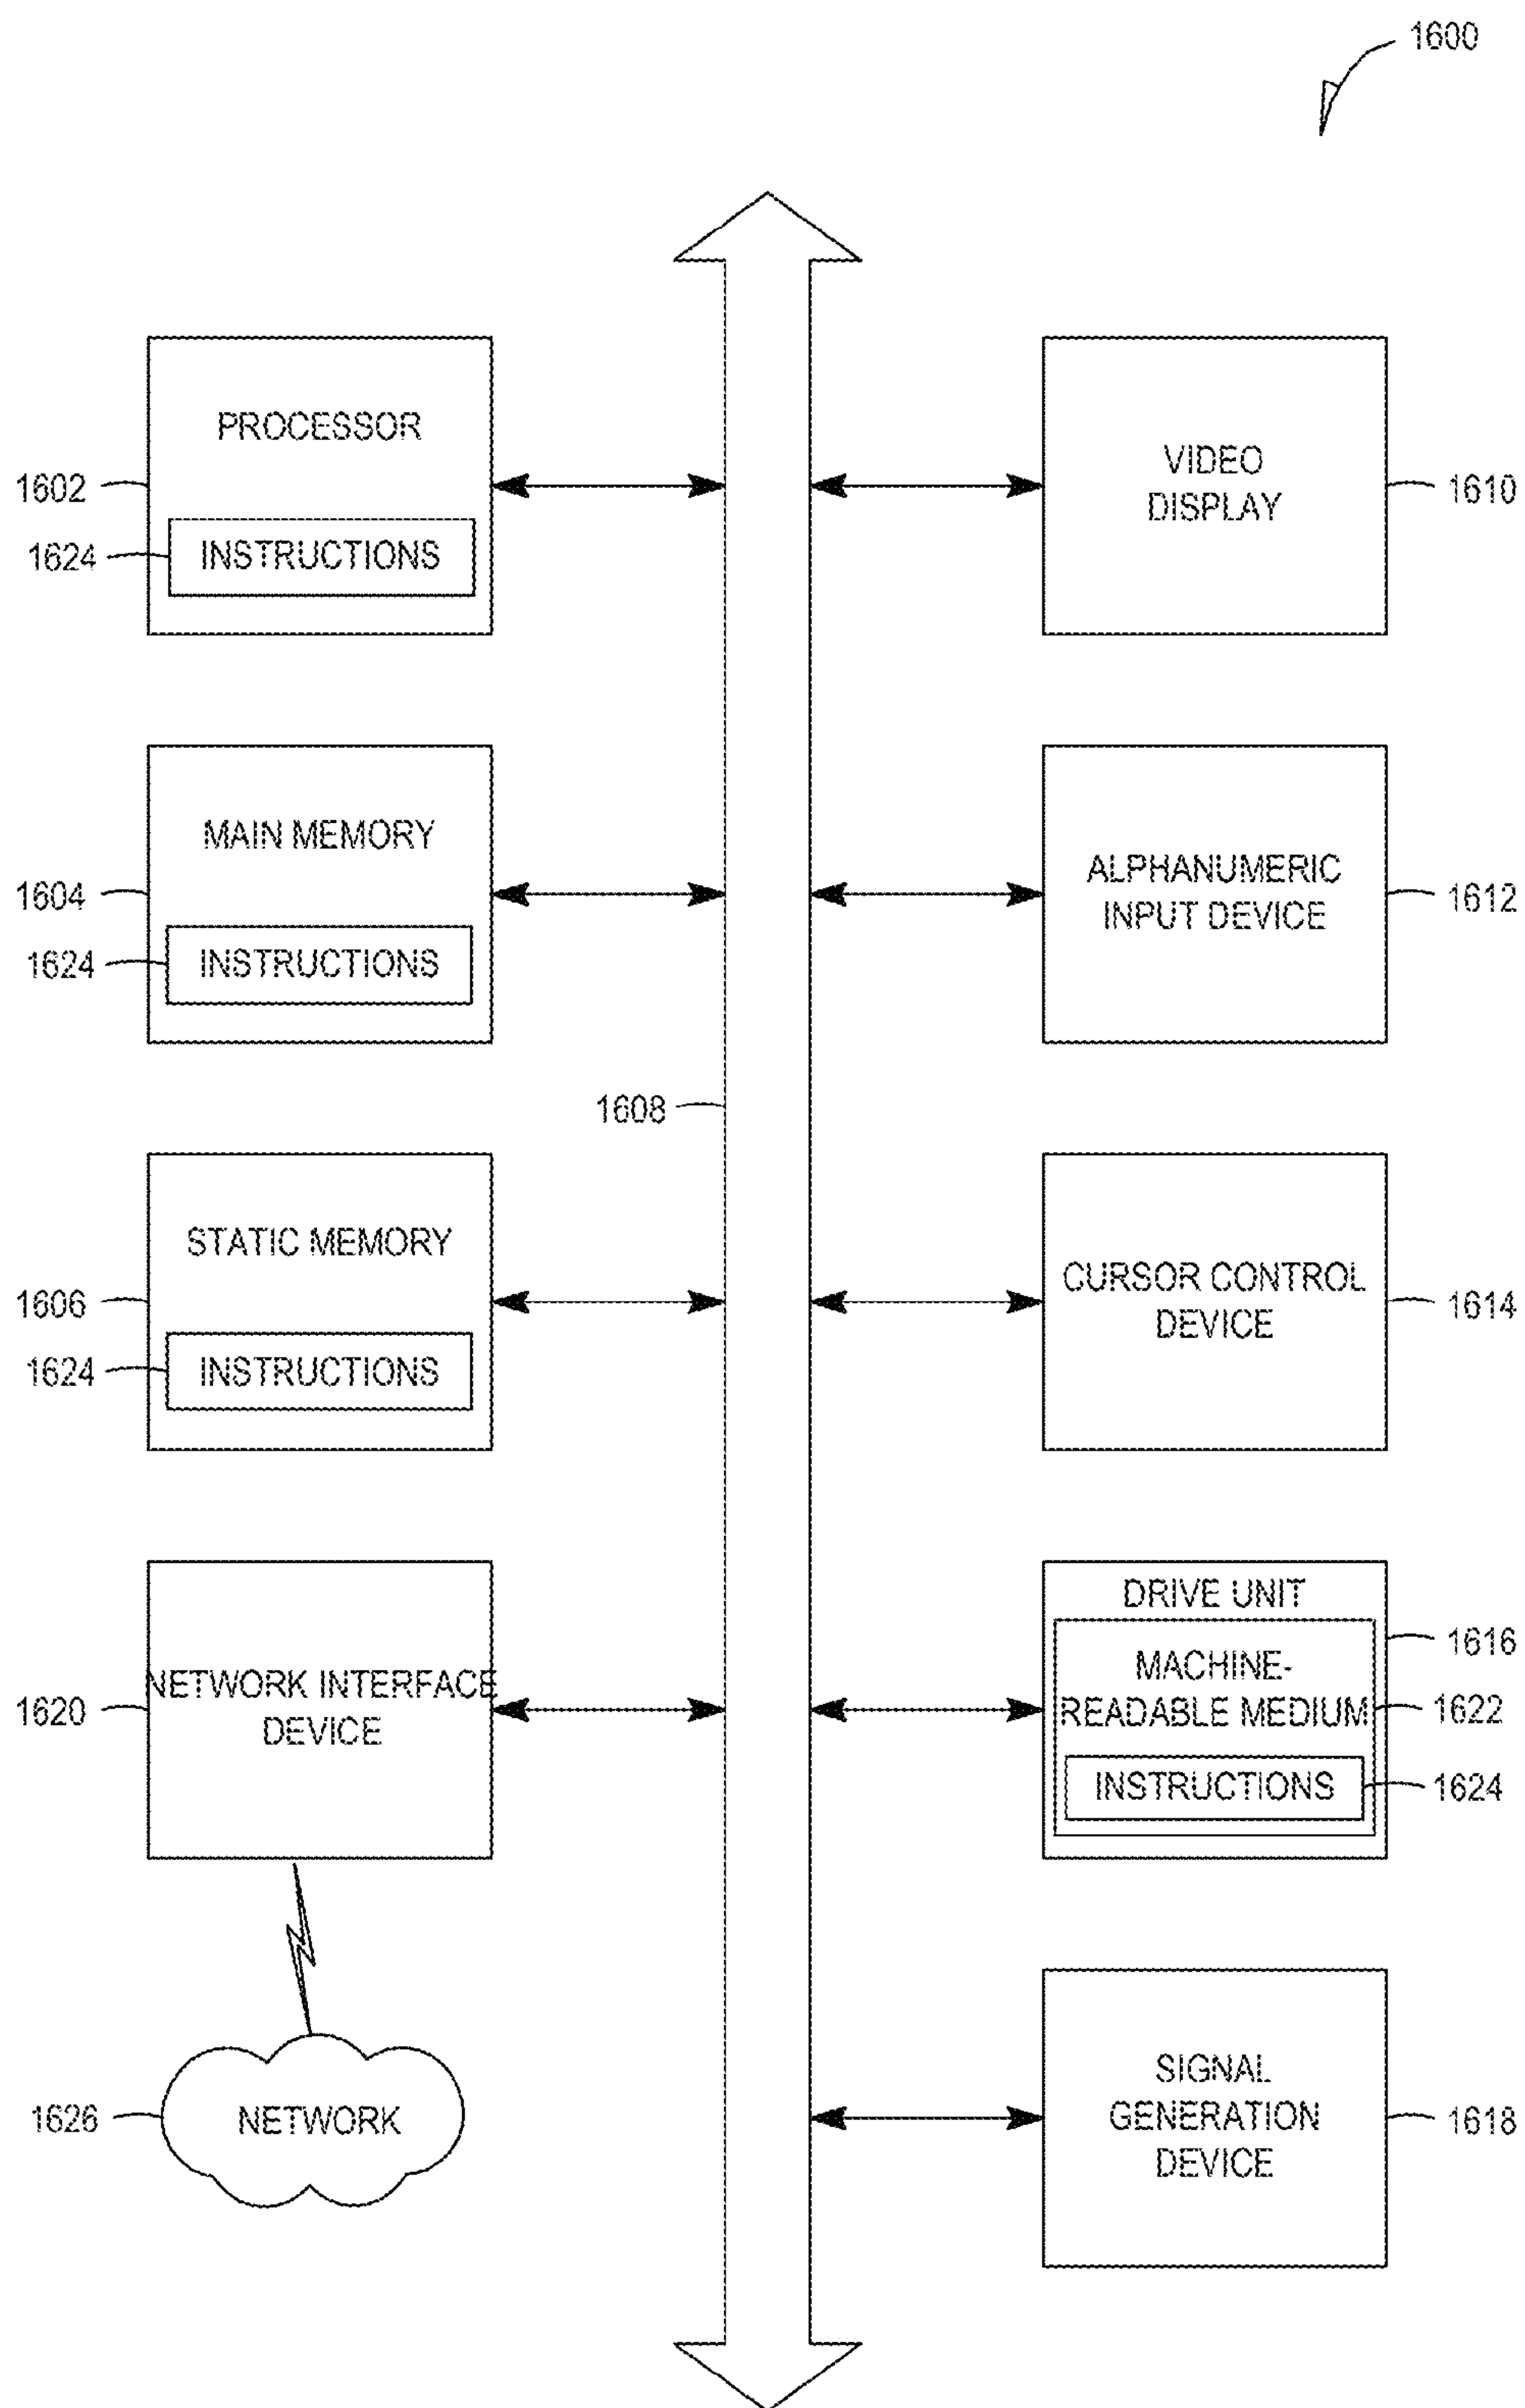 1600
PROCESSOR
1602
1624
INSTRUCTIONS
VIDEO
DISPLAY
1610
MAIN MEMORY
1604
1624
INSTRUCTIONS
ALPHANUMERIC
INPUT DEVICE
1612
1608
STATIC MEMORY
1606
1624
INSTRUCTIONS
CURSOR CONTROL
DEVICE
1614
NETWORK INTERFACE
DEVICE
1620
DRIVE UNIT
1616
MACHINE-
READABLE MEDIUM
1622
INSTRUCTIONS
1624
1626
NETWORK
SIGNAL
GENERATION
DEVICE
1618